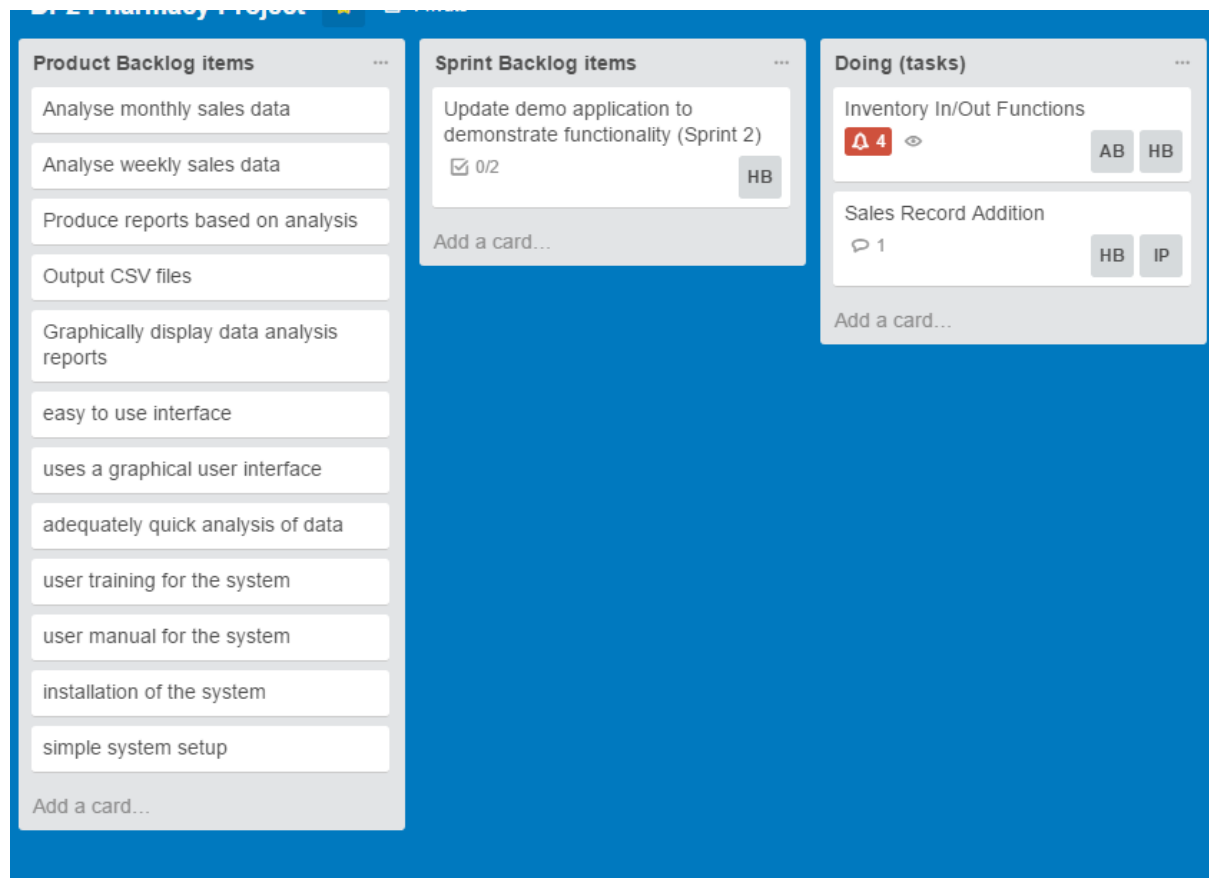 Pharmacy Project
Private
Product Backlog items
Analyse monthly sales data
Analyse weekly sales data
Produce reports based on analysis
Output CSV files
Graphically display data analysis
reports
easy to use interface
uses a graphical user interface
adequately quick analysis of data
user training for the system
user manual for the system
installation of the system
simple system setup
Add a card...
Sprint Backlog items
Update demo application to
demonstrate functionality (Sprint 2)
0/2
HB
Add a card...
Doing (tasks)
Inventory In/Out Functions
4
AB HB
Sales Record Addition
1
HB IP
Add a card...